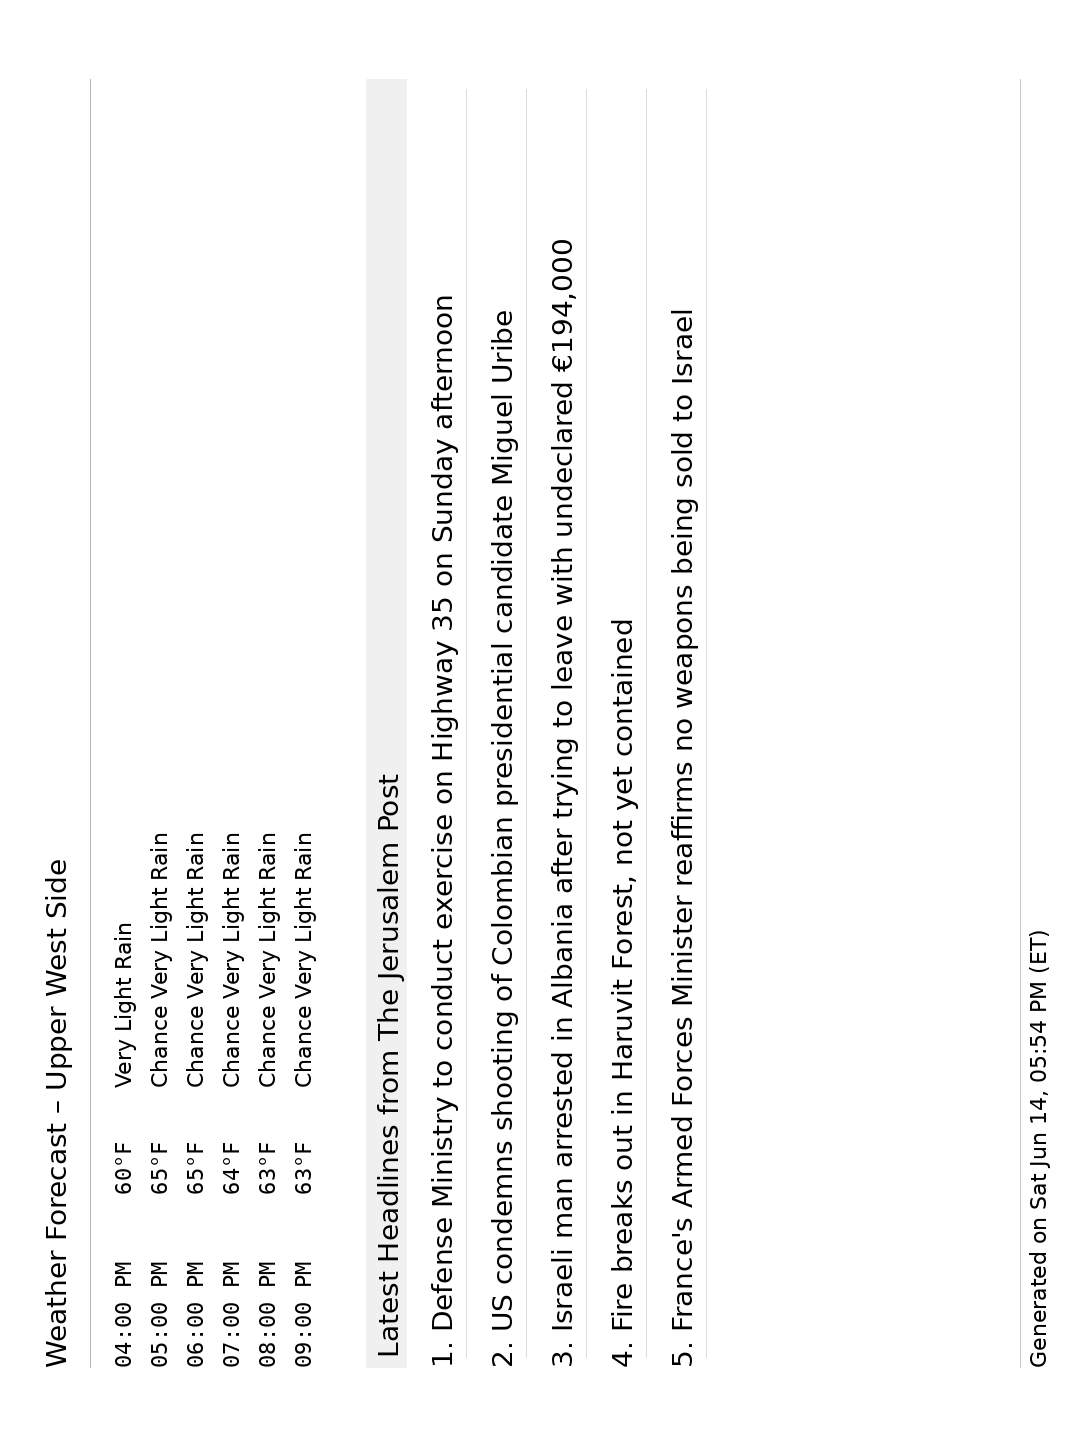 Weather Forecast – Upper West Side
04:00 PM 60°F Very Light Rain
05:00 PM 65°F Chance Very Light Rain
06:00 PM 65°F Chance Very Light Rain
07:00 PM 64°F Chance Very Light Rain
08:00 PM 63°F Chance Very Light Rain
09:00 PM 63°F Chance Very Light Rain
Latest Headlines from The Jerusalem Post
1. Defense Ministry to conduct exercise on Highway 35 on Sunday afternoon
2. US condemns shooting of Colombian presidential candidate Miguel Uribe
3. Israeli man arrested in Albania after trying to leave with undeclared €194,000
4. Fire breaks out in Haruvit Forest, not yet contained
5. France's Armed Forces Minister reaffirms no weapons being sold to Israel
Generated on Sat Jun 14, 05:54 PM (ET)